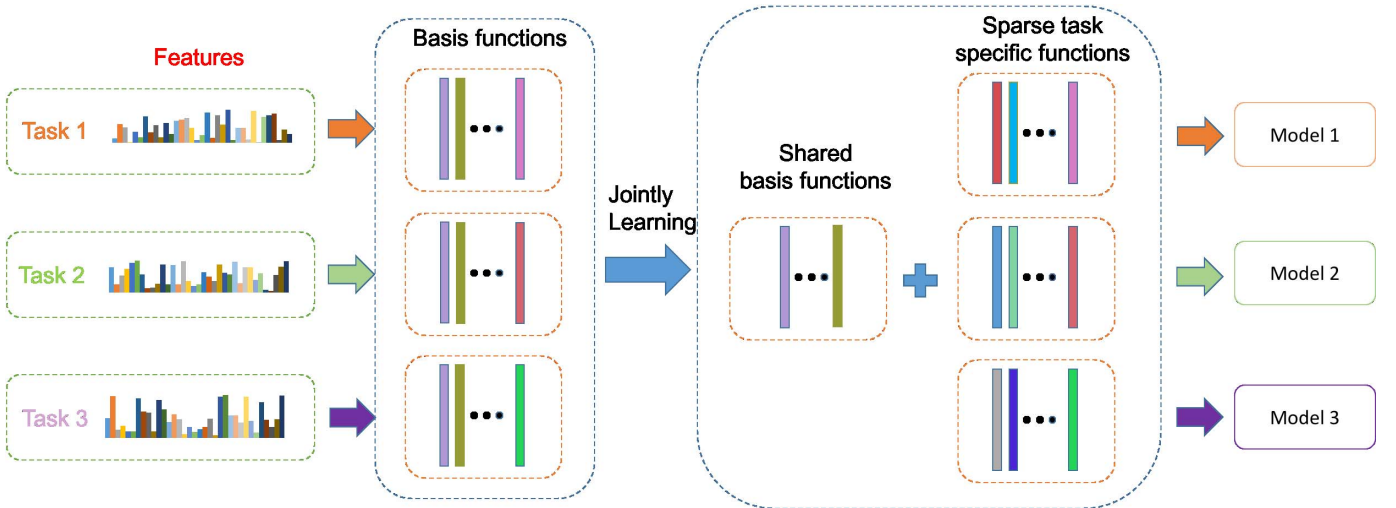 Features
Basis functions
Sparse task
specific functions
Task 1
Model 1
Shared
basis functions
Jointly
Learning
Task 2
Model 2
Task 3
Model 3